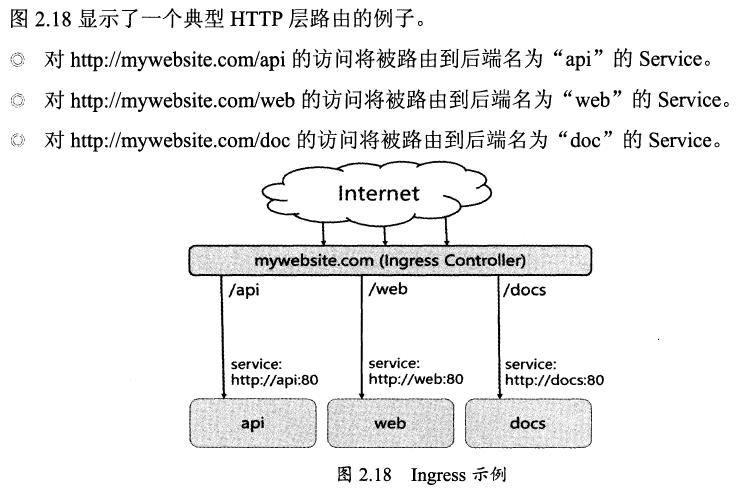 图 2.18 显示了一个典型 HTTP 层路由的例子。
◎ 对 http://mywebsite.com/api 的访问将被路由到后端名为“api”的 Service。
◎ 对 http://mywebsite.com/web 的访问将被路由到后端名为“web”的 Service。
◎ 对 http://mywebsite.com/doc 的访问将被路由到后端名为“doc”的 Service。
Internet
mywebsite.com (Ingress Controller)
/api /web /docs
service: service: service:
http://api:80 http://web:80 http://docs:80
api web docs
图 2.18 Ingress 示例